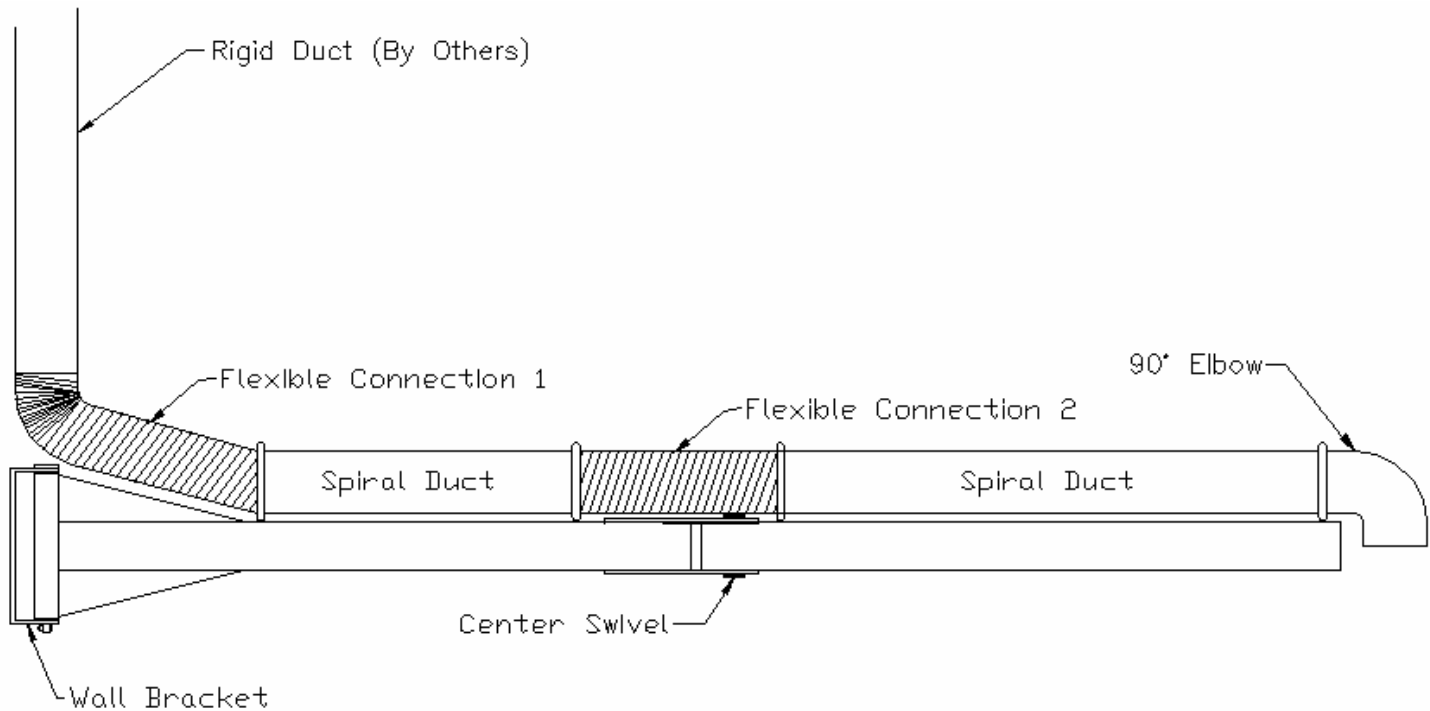 Rigid Duct (By Others)
Flexible Connection 1
90° Elbow
Flexible Connection 2
Spiral Duct
Spiral Duct
Center Swivel
Wall Bracket